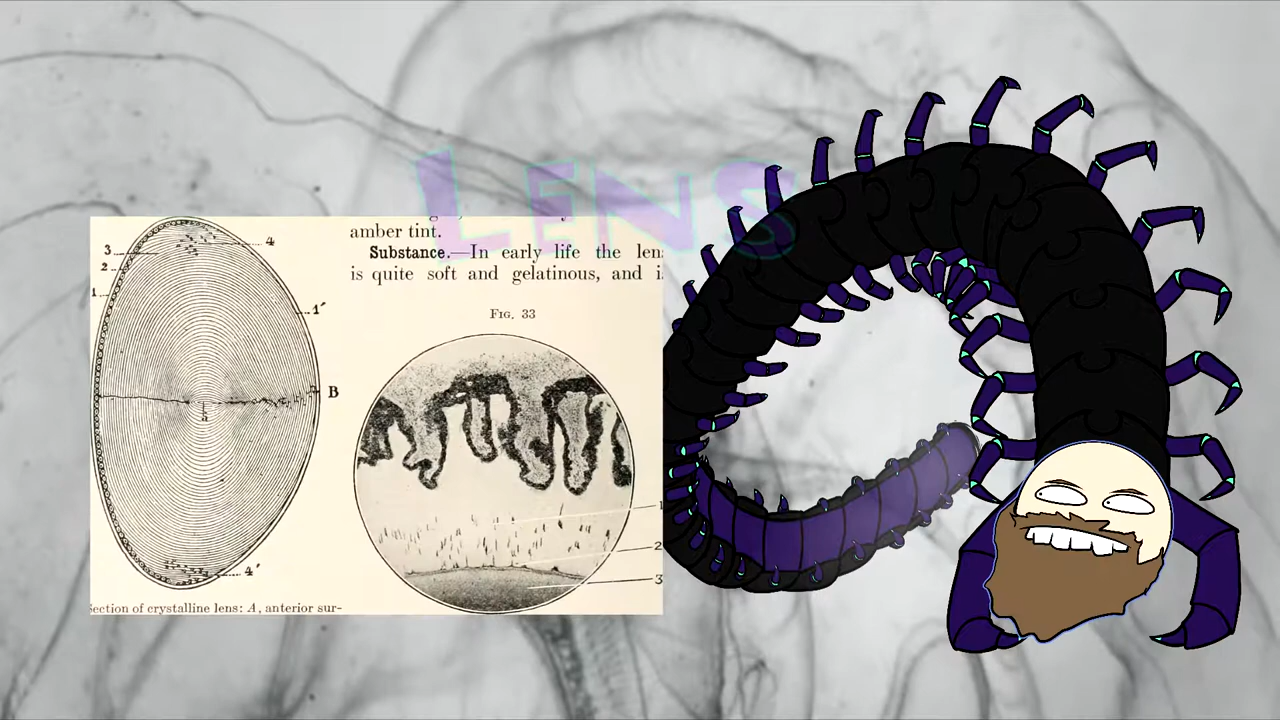 LENS
amber tint.
Substance.—In early life the len
is quite soft and gelatinous, and i
FIG. 33
3
2
1
4
1′
B
5
4′
1
2
3
ection of crystalline lens: A, anterior sur-